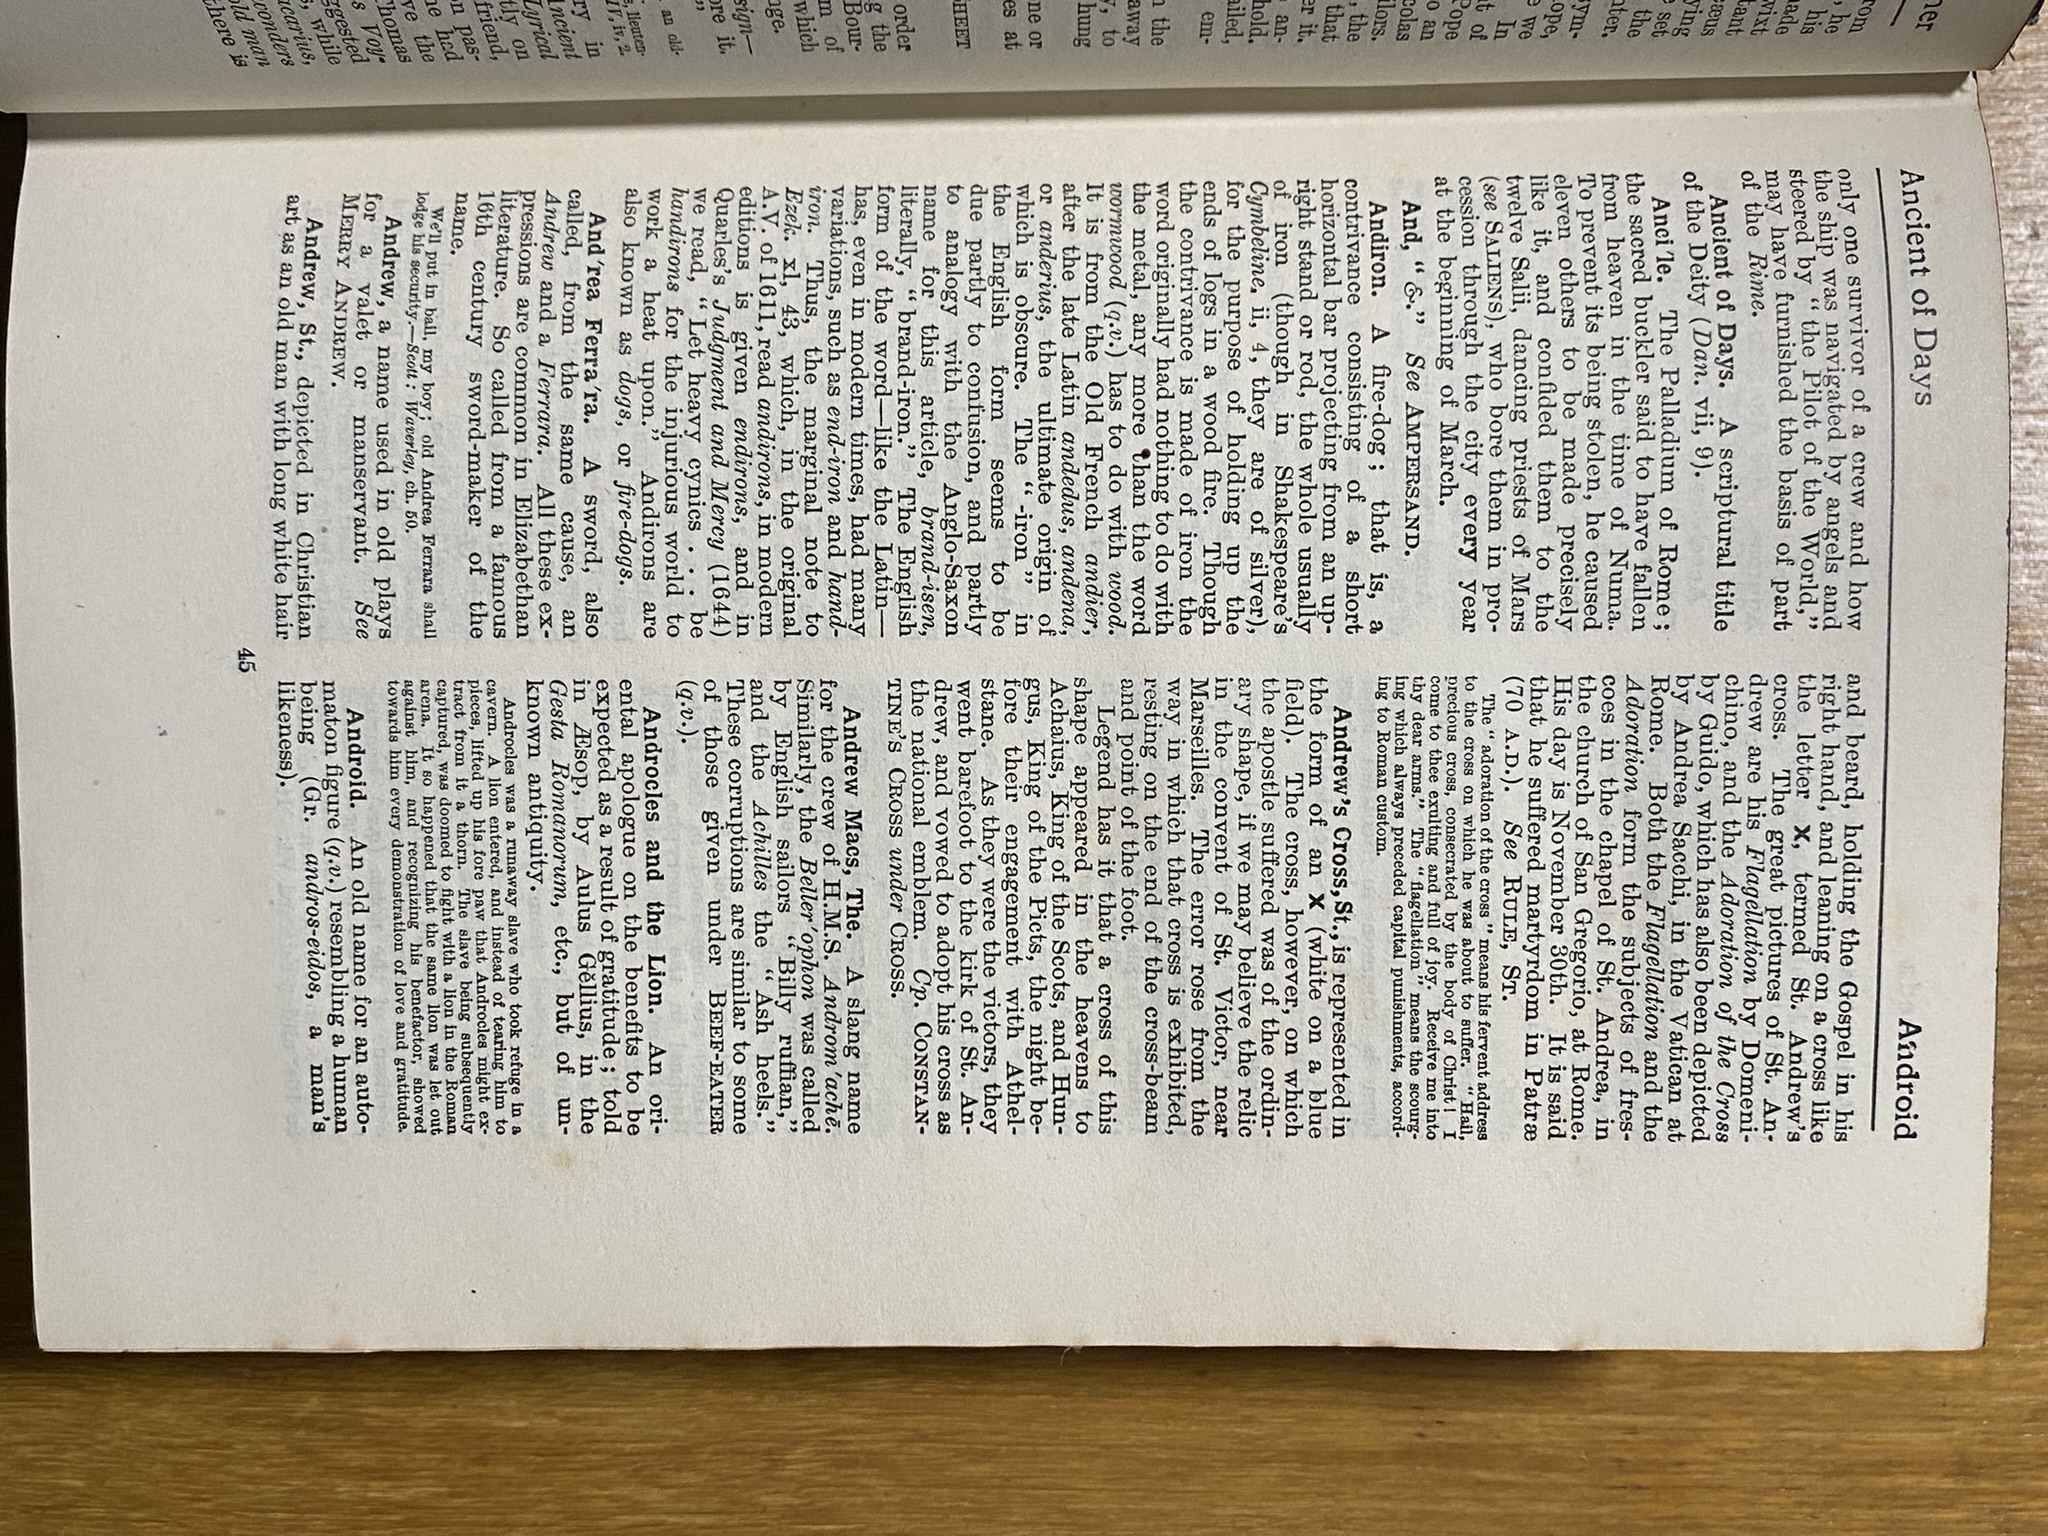 only one survivor of a crew and how
the ship was navigated by angels and
steered by “ the Pilot of the World,”
may have furnished the basis of part
of the Rime.
Ancient of Days. A scriptural title
of the Deity (Dan. vii, 9).
Anci'le. The Palladium of Rome ;
the sacred buckler said to have fallen
from heaven in the time of Numa.
To prevent its being stolen, he caused
eleven others to be made precisely
like it, and confided them to the
twelve Salii, dancing priests of Mars
(see SALIENS), who bore them in pro-
cession through the city every year
at the beginning of March.
And, “ &.” See AMPERSAND.
Andiron. A fire-dog ; that is, a
contrivance consisting of a short
horizontal bar projecting from an up-
right stand or rod, the whole usually
of iron (though in Shakespeare's
Cymbeline, ii, 4, they are of silver),
for the purpose of holding up the
ends of logs in a wood fire. Though
the contrivance is made of iron the
word originally had nothing to do with
the metal, any more than the word
wormwood (q.v.) has to do with wood.
It is from the Old French andier,
after the late Latin andedus, andena,
or anderius, the ultimate origin of
which is obscure. The “ -iron ” in
the English form seems to be
due partly to confusion, and partly
to analogy with the Anglo-Saxon
name for this article, brand-isen,
literally, “ brand-iron.” The English
form of the word—like the Latin—
has, even in modern times, had many
variations, such as end-iron and hand-
iron. Thus, the marginal note to
Ezek. xl, 43, which, in the original
A.V. of 1611, read andirons, in modern
editions is given endirons, and in
Quarles's Judgment and Mercy (1644)
we read, “ Let heavy cynics . . . be
handirons for the injurious world to
work a heat upon.” Andirons are
also known as dogs, or fire-dogs.
And'rea Ferra'ra. A sword, also
called, from the same cause, an
Andrew and a Ferrara. All these ex-
pressions are common in Elizabethan
literature. So called from a famous
16th century sword-maker of the
name.
We'll put in bail, my boy ; old Andrea Ferrara shall
lodge his security.—Scott : Waverley, ch. 50.
Andrew, a name used in old plays
for a valet or manservant. See
MERRY ANDREW.
Andrew, St., depicted in Christian
art as an old man with long white hair
Ancient of Days
Android
and beard, holding the Gospel in his
right hand, and leaning on a cross like
the letter X, termed St. Andrew's
cross. The great pictures of St. An-
drew are his Flagellation by Domeni-
chino, and the Adoration of the Cross
by Guido, which has also been depicted
by Andrea Sacchi, in the Vatican at
Rome. Both the Flagellation and the
Adoration form the subjects of fres-
coes in the chapel of St. Andrea, in
the church of San Gregorio, at Rome.
His day is November 30th. It is said
that he suffered martyrdom in Patræ
(70 A.D.). See RULE, ST.
The “ adoration of the cross ” means his fervent address
to the cross on which he was about to suffer. “ Hail,
precious cross, consecrated by the body of Christ ! I
come to thee exulting and full of joy. Receive me into
thy dear arms.” The “ flagellation ” means the scourg-
ing which always preceded capital punishments, accord-
ing to Roman custom.
Andrew's Cross, St., is represented in
the form of an X (white on a blue
field). The cross, however, on which
the apostle suffered was of the ordin-
ary shape, if we may believe the relic
in the convent of St. Victor, near
Marseilles. The error rose from the
way in which that cross is exhibited,
resting on the end of the cross-beam
and point of the foot.
Legend has it that a cross of this
shape appeared in the heavens to
Achaius, King of the Scots, and Hun-
gus, King of the Picts, the night be-
fore their engagement with Athel-
stane. As they were the victors, they
went barefoot to the kirk of St. An-
drew, and vowed to adopt his cross as
the national emblem. Cp. CONSTAN-
TINE'S CROSS under CROSS.
Andrew Macs, The. A slang name
for the crew of H.M.S. Androm'achē.
Similarly, the Beller'ophon was called
by English sailors “ Billy ruffian,”
and the Achilles the “ Ash heels.”
These corruptions are similar to some
of those given under BEEF-EATER
(q.v.).
Androcles and the Lion. An ori-
ental apologue on the benefits to be
expected as a result of gratitude ; told
in Æsop, by Aulus Gĕllius, in the
Gesta Romanorum, etc., but of un-
known antiquity.
Androcles was a runaway slave who took refuge in a
cavern. A lion entered, and instead of tearing him to
pieces, lifted up his fore paw that Androcles might ex-
tract from it a thorn. The slave being subsequently
captured, was doomed to fight with a lion in the Roman
arena. It so happened that the same lion was let out
against him, and recognizing his benefactor, showed
towards him every demonstration of love and gratitude.
Android. An old name for an auto-
maton figure (q.v.) resembling a human
being (Gr. andros-eidos, a man's
likeness).
45